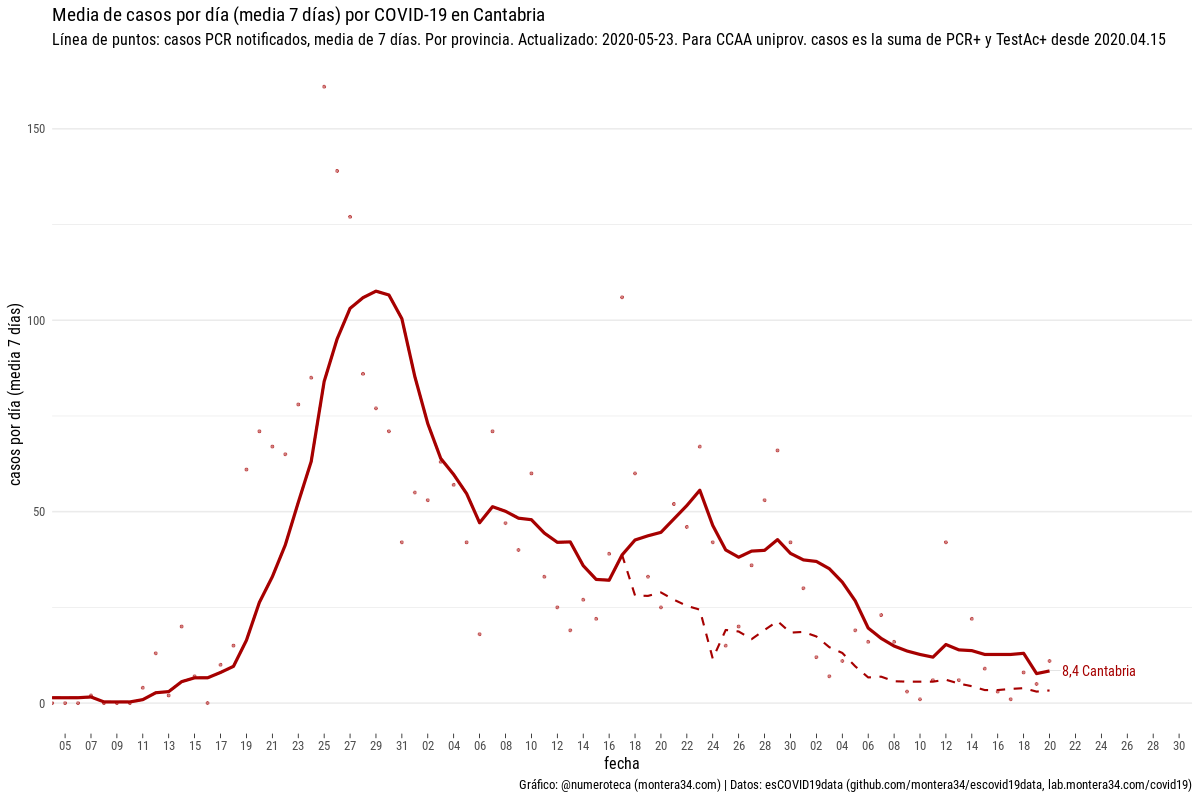 Media de casos por día (media 7 días) por COVID-19 en Cantabria
Línea de puntos: casos PCR notificados, media de 7 días. Por provincia. Actualizado: 2020-05-23. Para CCAA uniprov. casos es la suma de PCR+ y TestAc+ desde 2020.04.15
casos por día (media 7 días)
150
100
50
0
8,4 Cantabria
05 07 09 11 13 15 17 19 21 23 25 27 29 31 02 04 06 08 10 12 14 16 18 20 22 24 26 28 30 02 04 06 08 10 12 14 16 18 20 22 24 26 28 30
fecha
Gráfico: @numeroteca (montera34.com) | Datos: esCOVID19data (github.com/montera34/escovid19data, lab.montera34.com/covid19)